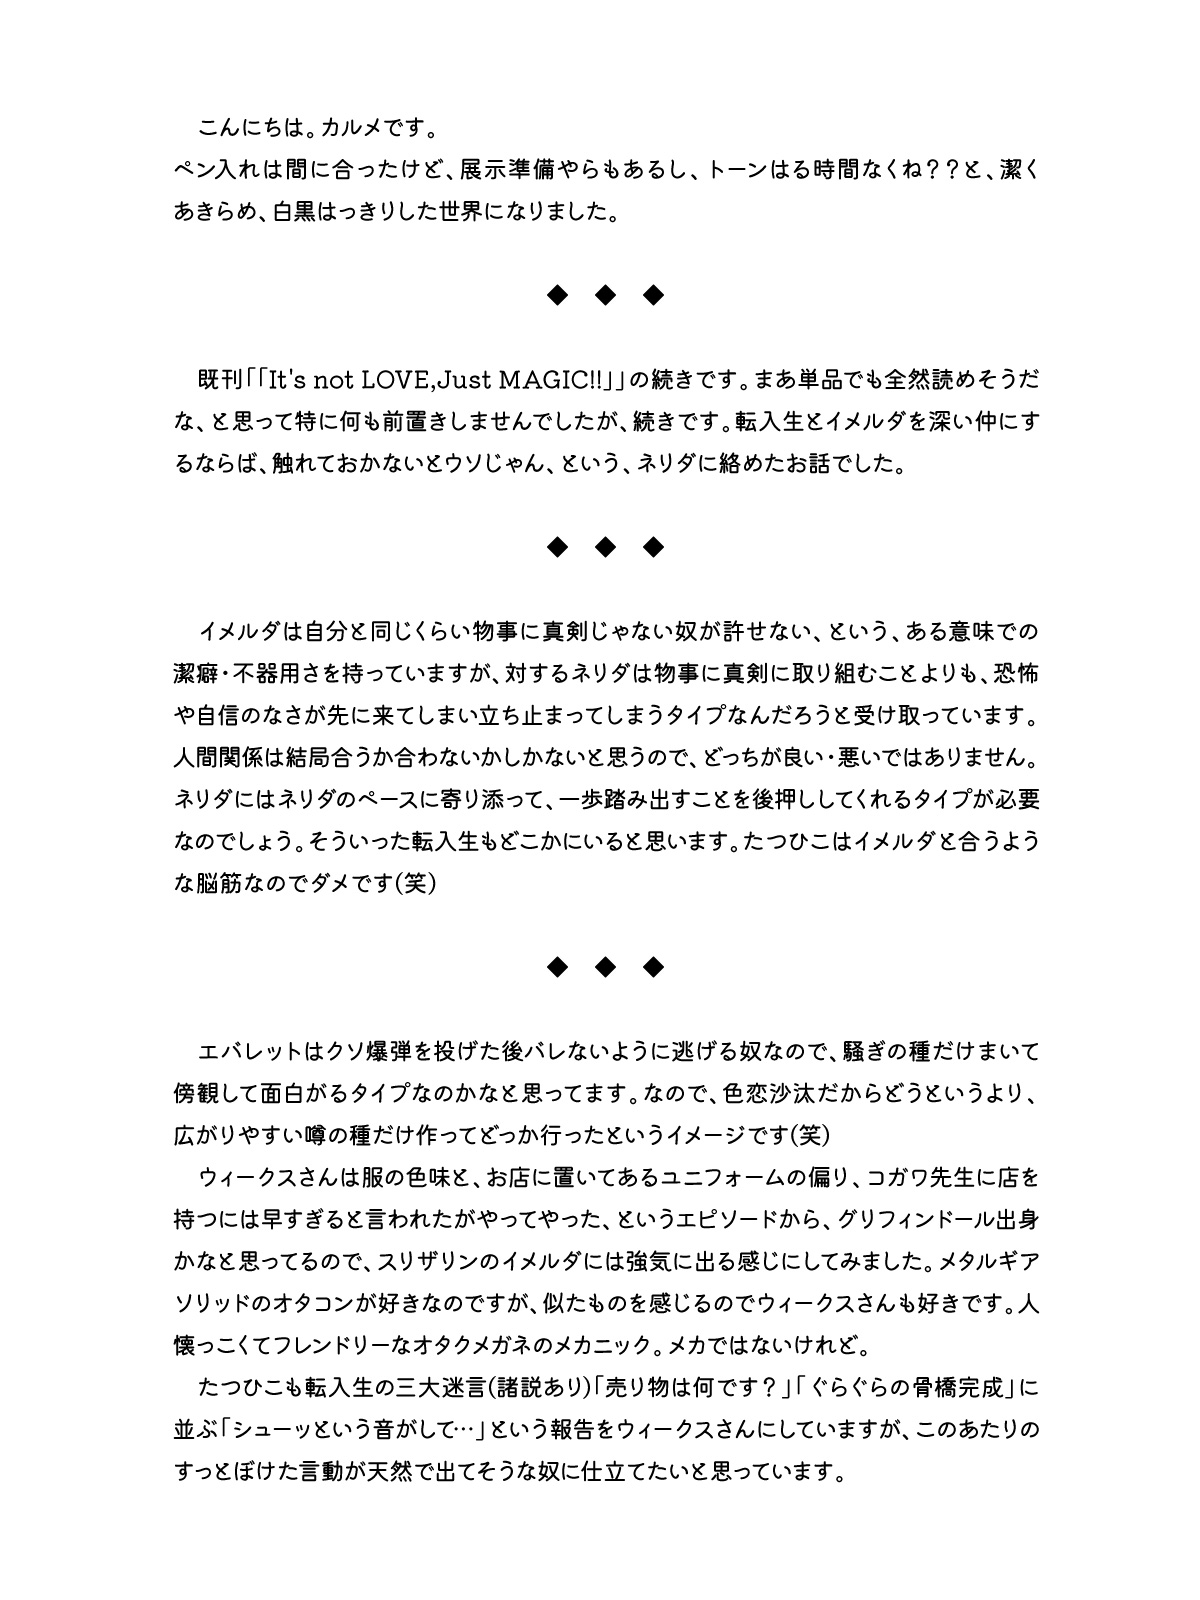 こんにちは。カルメです。
ペン入れは間に合ったけど、展示準備やらもあるし、トーンはる時間なくね？？と、潔く
あきらめ、白黒はっきりした世界になりました。
◆ ◆ ◆
既刊「「It's not LOVE,Just MAGIC!!」」の続きです。まあ単品でも全然読めそうだ
な、と思って特に何も前置きしませんでしたが、続きです。転入生とイメルダを深い仲にす
るならば、触れておかないとウソじゃん、という、ネリダに絡めたお話でした。
◆ ◆ ◆
イメルダは自分と同じくらい物事に真剣じゃない奴が許せない、という、ある意味での
潔癖・不器用さを持っていますが、対するネリダは物事に真剣に取り組むことよりも、恐怖
や自信のなさが先に来てしまい立ち止まってしまうタイプなんだろうと受け取っています。
人間関係は結局合うか合わないかしかないと思うので、どっちが良い・悪いではありません。
ネリダにはネリダのペースに寄り添って、一歩踏み出すことを後押ししてくれるタイプが必要
なのでしょう。そういった転入生もどこかにいると思います。たつひこはイメルダと合うよう
な脳筋なのでダメです(笑)
◆ ◆ ◆
エバレットはクソ爆弾を投げた後バレないように逃げる奴なので、騒ぎの種だけまいて
傍観して面白がるタイプなのかなと思ってます。なので、色恋沙汰だからどうというより、
広がりやすい噂の種だけ作ってどっか行ったというイメージです(笑)
ウィークスさんは服の色味と、お店に置いてあるユニフォームの偏り、コガワ先生に店を
持つには早すぎると言われたがやってやった、というエピソードから、グリフィンドール出身
かなと思ってるので、スリザリンのイメルダには強気に出る感じにしてみました。メタルギア
ソリッドのオタコンが好きなのですが、似たものを感じるのでウィークスさんも好きです。人
懐っこくてフレンドリーなオタクメガネのメカニック。メカではないけれど。
たつひこも転入生の三大迷言(諸説あり)「売り物は何です？」「ぐらぐらの骨橋完成」に
並ぶ「シューッという音がして…」という報告をウィークスさんにしていますが、このあたりの
すっとぼけた言動が天然で出てそうな奴に仕立てたいと思っています。